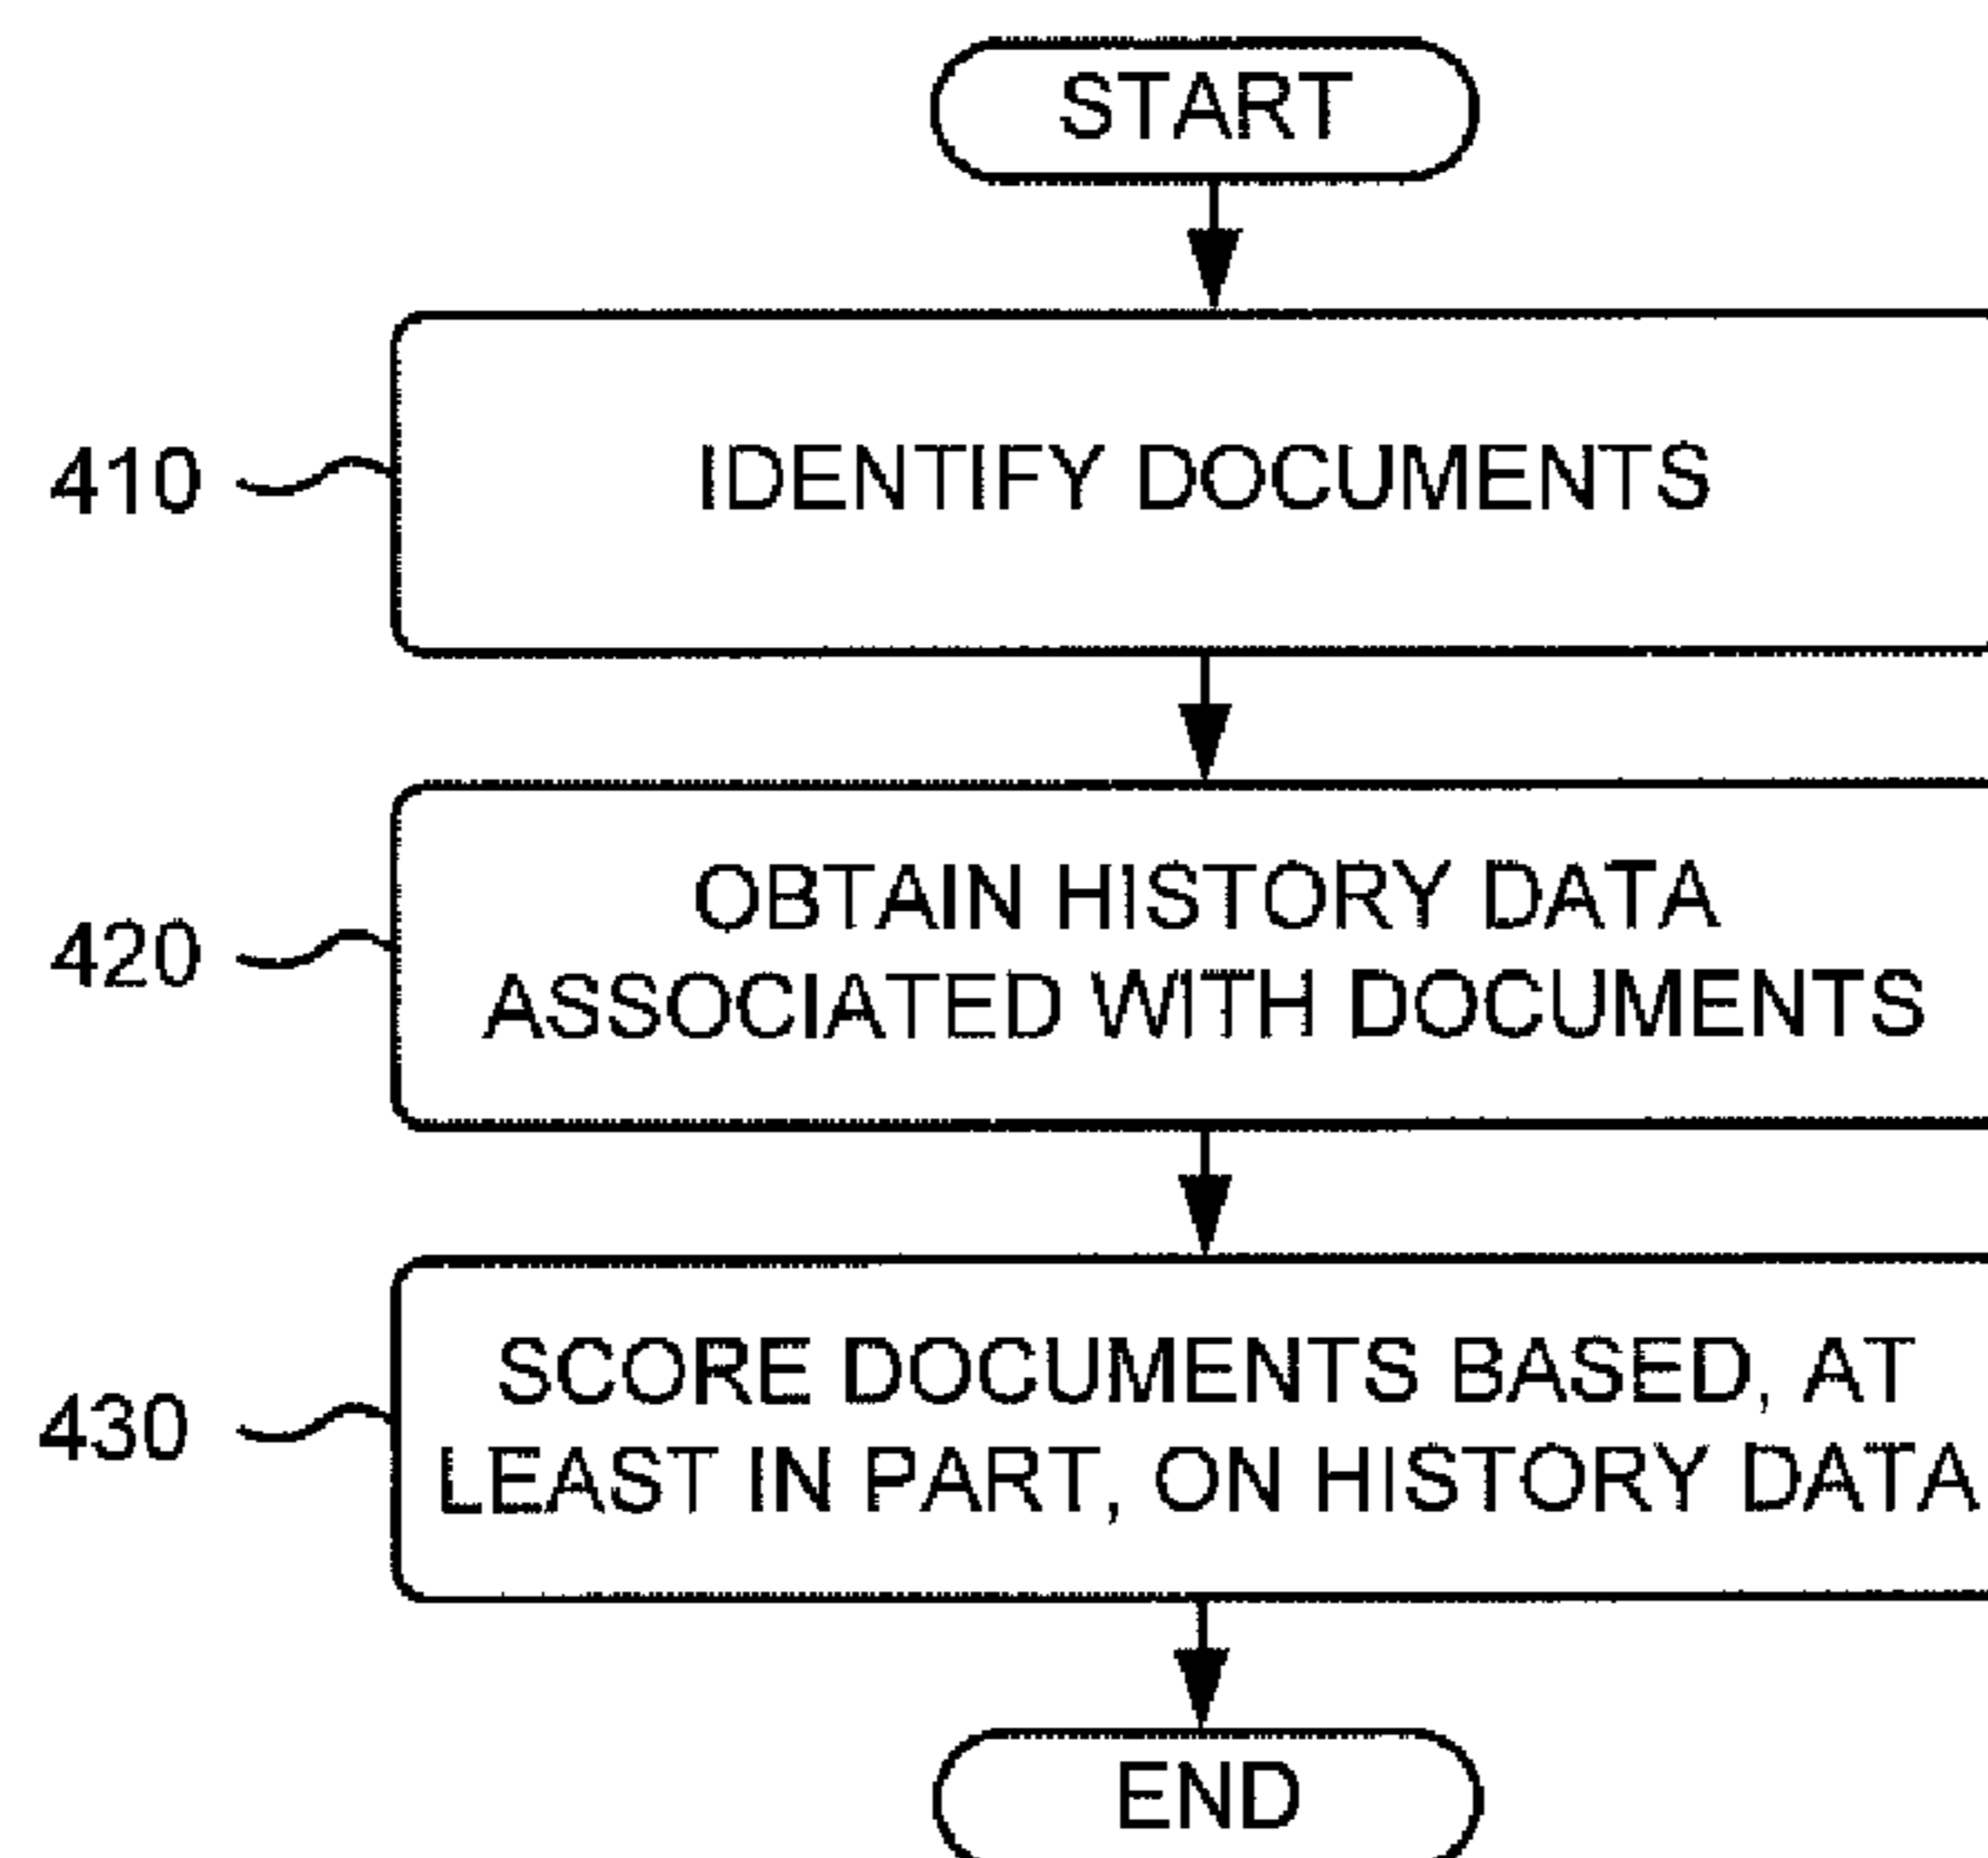 START
410
IDENTIFY DOCUMENTS
420
OBTAIN HISTORY DATA
ASSOCIATED WITH DOCUMENTS
430
SCORE DOCUMENTS BASED, AT
LEAST IN PART, ON HISTORY DATA
END